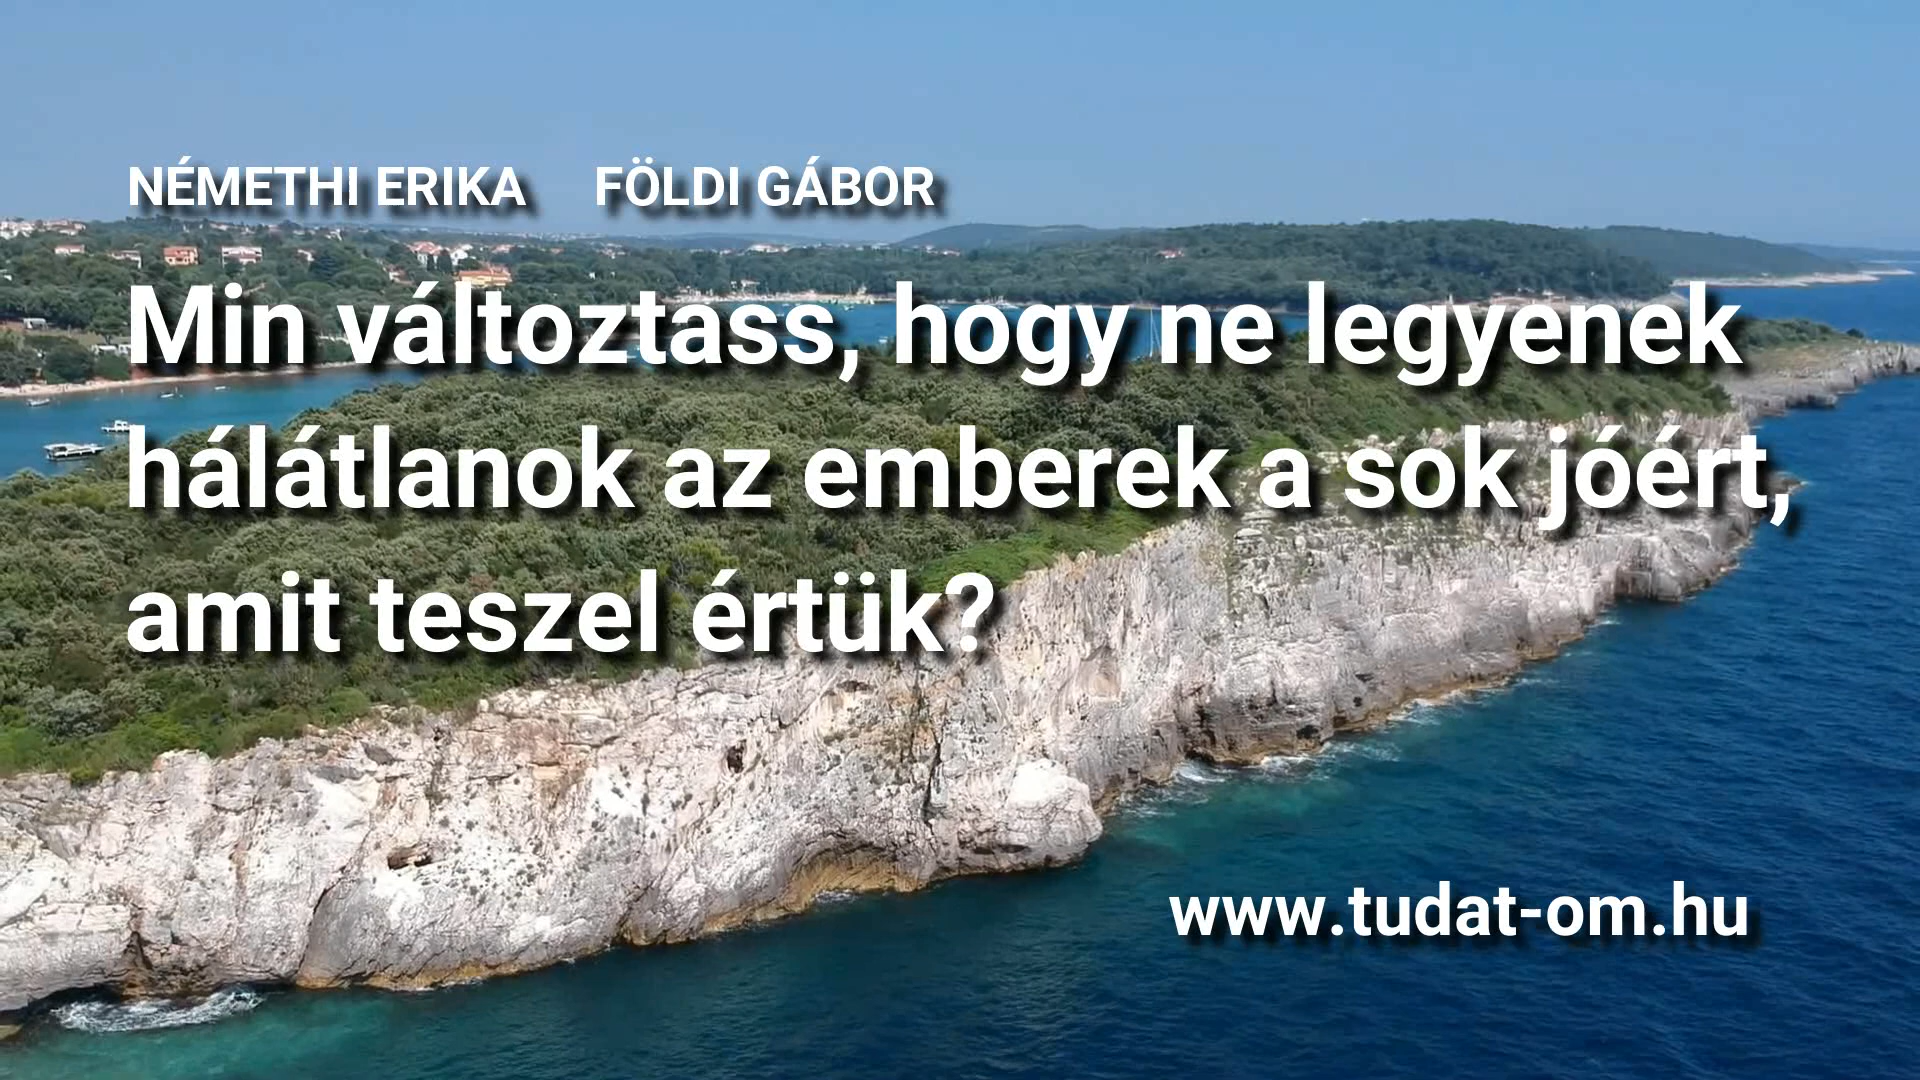 NÉMETHI ERIKA FÖLDI GÁBOR
Min változtass, hogy ne legyenek
hálátlanok az emberek a sok jóért,
amit teszel értük?
www.tudat-om.hu